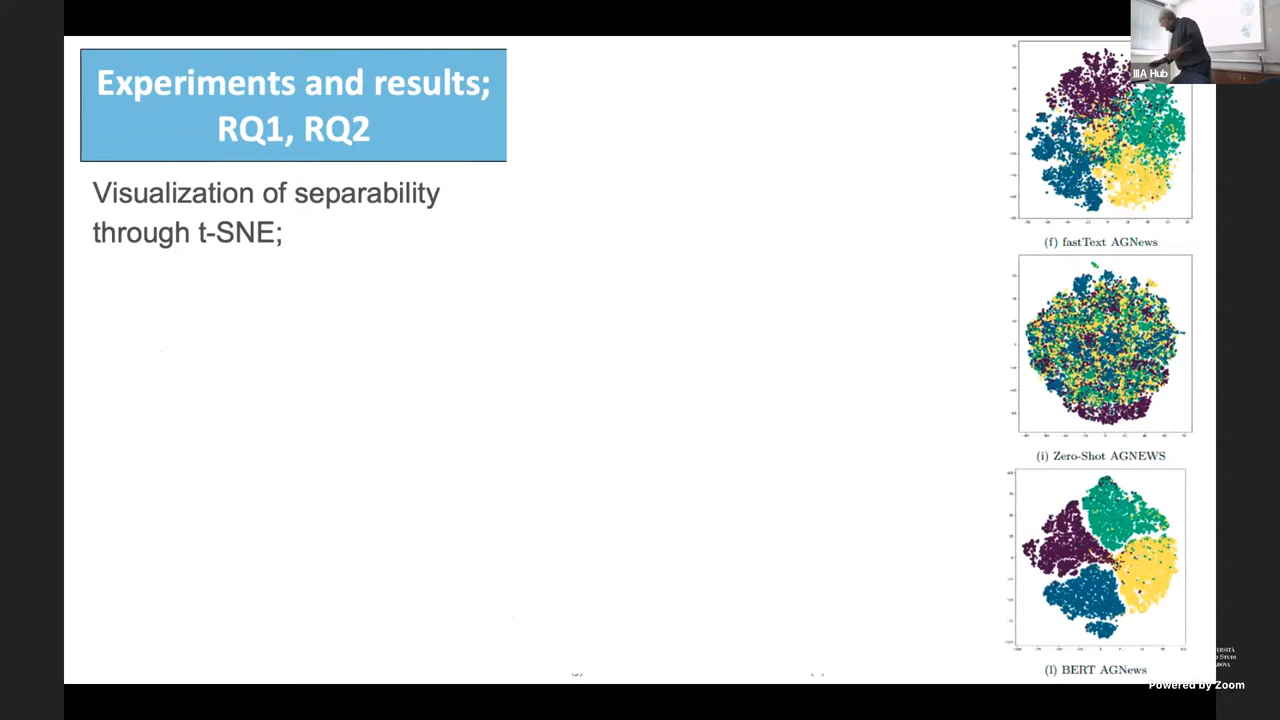 Experiments and results;
RQ1, RQ2
Visualization of separability
through t-SNE;
IIIA Hub
(f) fastText AGNews
(i) Zero-Shot AGNEWS
(l) BERT AGNews
Powered by Zoom